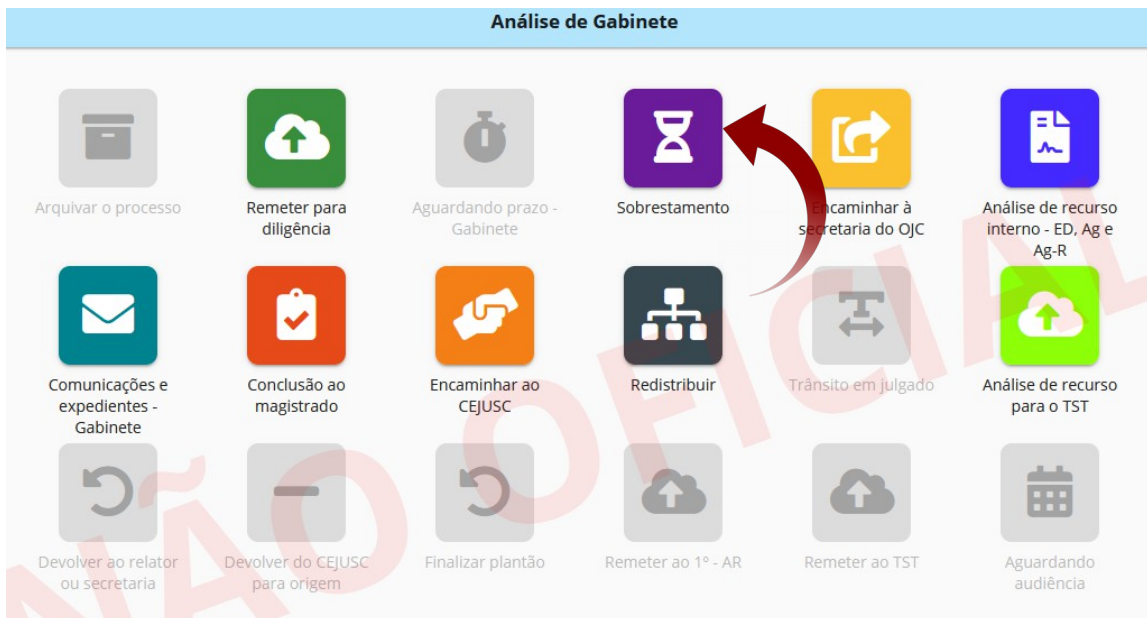 Análise de Gabinete
Arquivar o processo
Remeter para
diligência
Aguardando prazo -
Gabinete
Sobrestamento
Encaminhar à
secretaria do OJC
Análise de recurso
interno - ED, Ag e
Ag-R
Comunicações e
expedientes -
Gabinete
Conclusão ao
magistrado
Encaminhar ao
CEJUSC
Redistribuir
Trânsito em julgado
Análise de recurso
para o TST
Devolver ao relator
ou secretaria
Devolver do CEJUSC
para origem
Finalizar plantão
Remeter ao 1º - AR
Remeter ao TST
Aguardando
audiência
NÃO OFICIAL